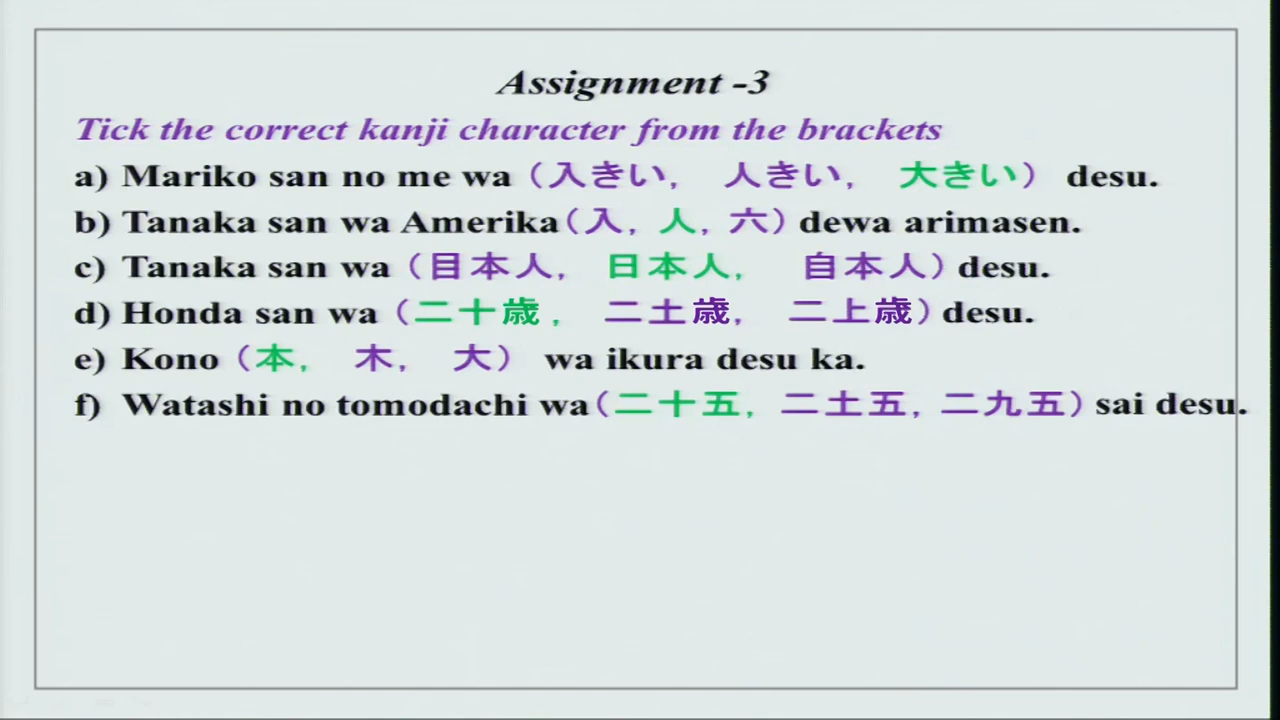 Assignment -3
Tick the correct kanji character from the brackets
a) Mariko san no me wa（入きい, 人きい, 大きい） desu.
b) Tanaka san wa Amerika（入, 人, 六）dewa arimasen.
c) Tanaka san wa（目本人, 日本人, 自本人）desu.
d) Honda san wa（二十歳, 二土歳, 二上歳）desu.
e) Kono（本, 木, 大） wa ikura desu ka.
f) Watashi no tomodachi wa（二十五, 二土五, 二九五）sai desu.